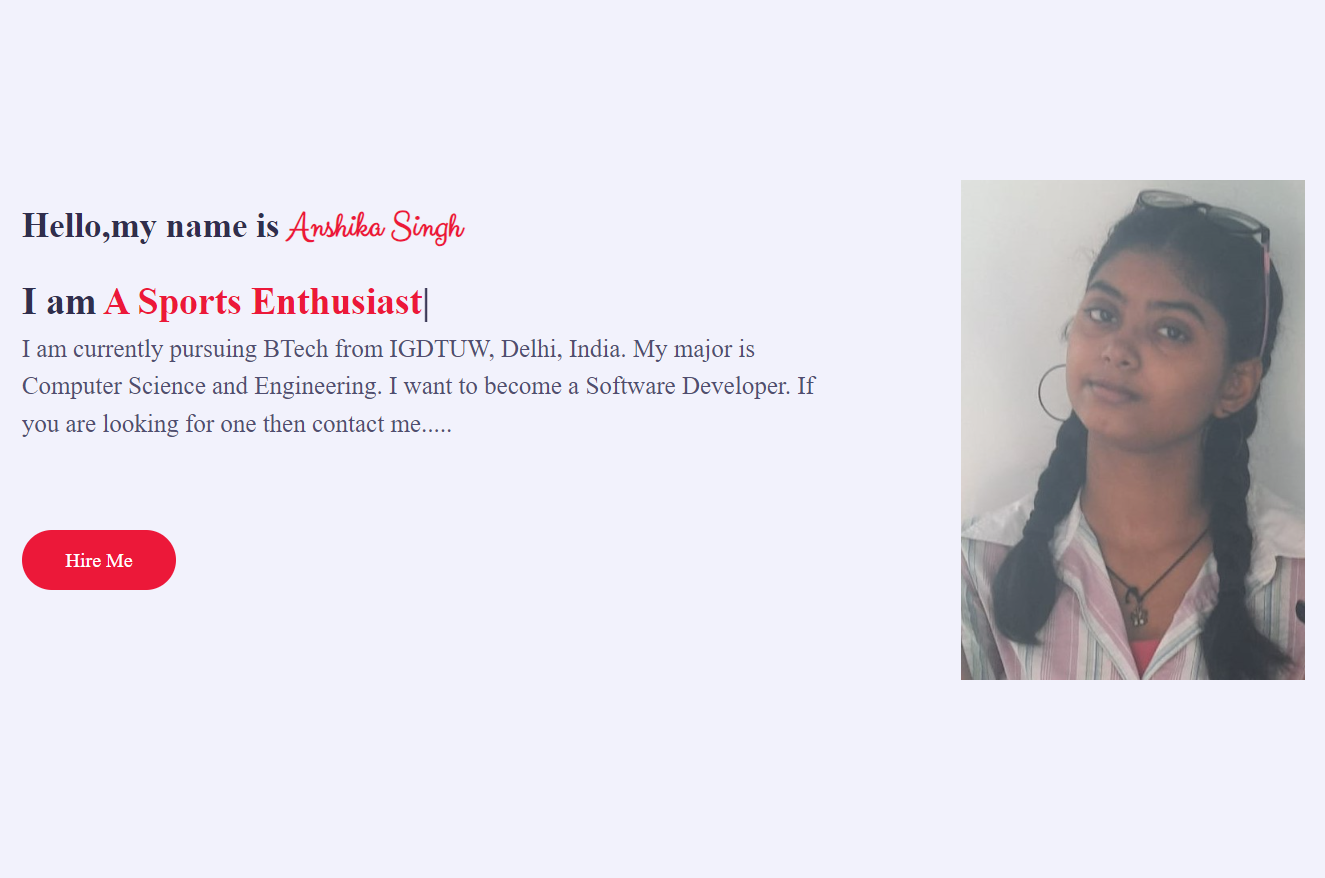 Hello,my name is Anshika Singh
I am A Sports Enthusiast|
I am currently pursuing BTech from IGDTUW, Delhi, India. My major is
Computer Science and Engineering. I want to become a Software Developer. If
you are looking for one then contact me.....
Hire Me